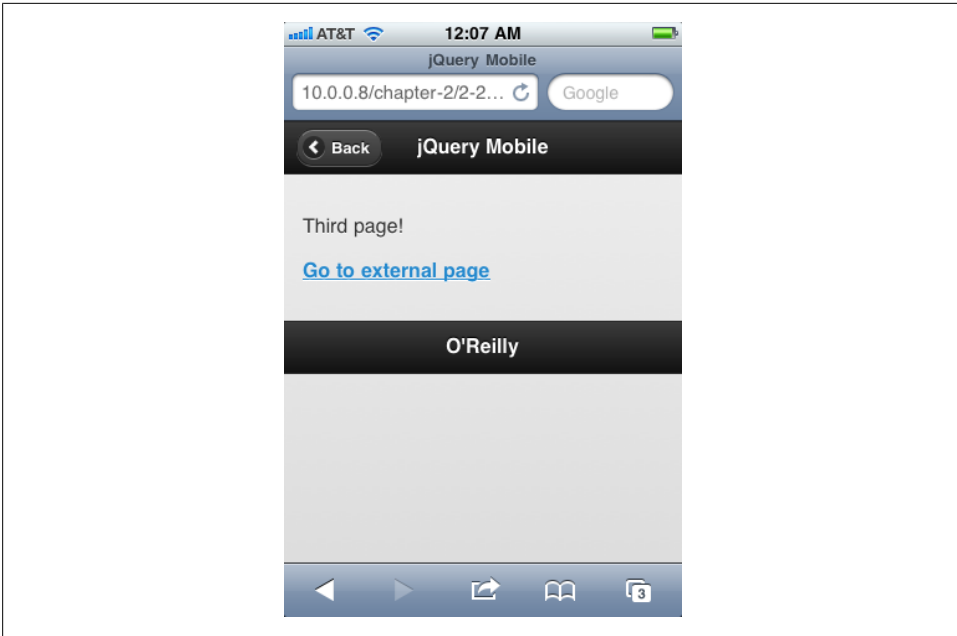 AT&T 12:07 AM
jQuery Mobile
10.0.0.8/chapter-2/2-2... Google
Back jQuery Mobile
Third page!
Go to external page
O'Reilly
3